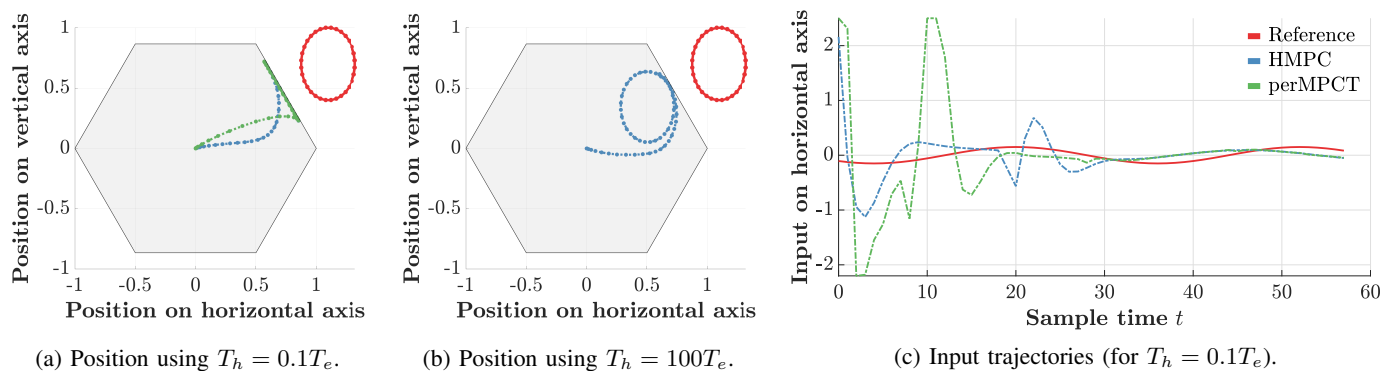 Position on vertical axis
1
0.5
0
-0.5
-1
-1 -0.5 0 0.5 1
Position on horizontal axis
(a) Position using $T_h = 0.1T_e$.
Position on vertical axis
1
0.5
0
-0.5
-1
-1 -0.5 0 0.5 1
Position on horizontal axis
(b) Position using $T_h = 100T_e$.
Input on horizontal axis
2
1
0
-1
-2
0 10 20 30 40 50 60
Sample time $t$
Reference
HMPC
perMPCT
(c) Input trajectories (for $T_h = 0.1T_e$).